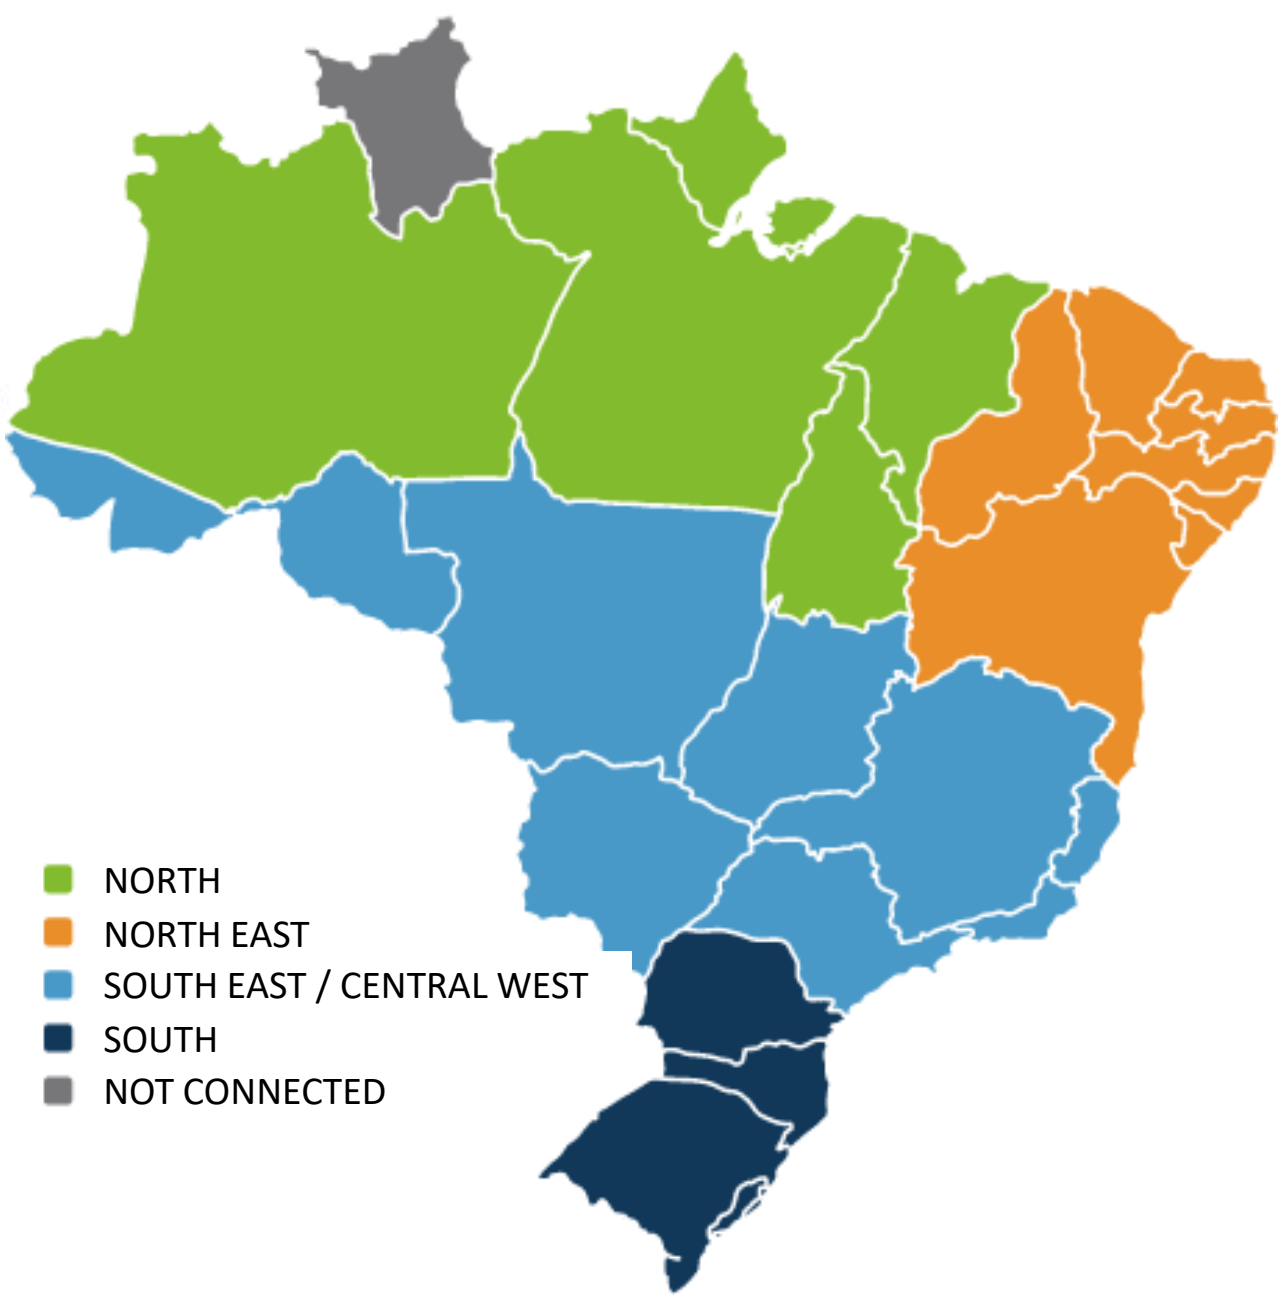 NORTH
NORTH EAST
SOUTH EAST / CENTRAL WEST
SOUTH
NOT CONNECTED